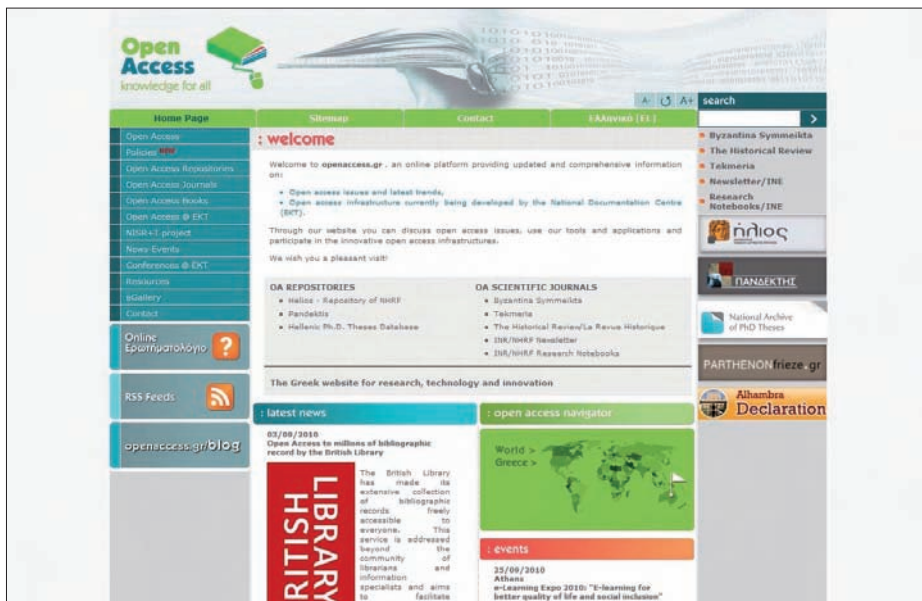 Open
Access
knowledge for all
A- A+
search
Home Page
Sitemap
Contact
Ελληνικά [EL]
Open Access
Policies NEW
Open Access Repositories
Open Access Journals
Open Access Books
Open Access @ EKT
NISR+T project
News-Events
Conferences @ EKT
Resources
eGallery
Contact
Online
Ερωτηματολόγιο
RSS Feeds
openaccess.gr/blog
: welcome
Welcome to openaccess.gr , an online platform providing updated and comprehensive information
on:
Open access issues and latest trends,
Open access infrastructure currently being developed by the National Documentation Centre
(EKT).
Through our website you can discuss open access issues, use our tools and applications and
participate in the innovative open access infrastructures.
We wish you a pleasant visit!
OA REPOSITORIES
Helios - Repository of NHRF
Pandektis
Hellenic Ph.D. Theses Database
OA SCIENTIFIC JOURNALS
Byzantina Symmeikta
Tekmeria
The Historical Review/La Revue Historique
INR/NHRF Newsletter
INR/NHRF Research Notebooks
The Greek website for research, technology and innovation
: latest news
03/09/2010
Open Access to millions of bibliographic
record by the British Library
LIBRARY
BRITISH
The British Library
has made its
extensive collection
of bibliographic
records freely
accessible to
everyone. This
service is addressed
beyond the
community of
librarians and
information
specialists and aims
to facilitate
: open access navigator
World >
Greece >
: events
25/09/2010
Athens
e-Learning Expo 2010: "E-learning for
better quality of life and social inclusion"
Byzantina Symmeikta
The Historical Review
Tekmeria
Newsletter/INE
Research
Notebooks/INE
ήλιος
ΠΑΝΔΕΚΤΗΣ
National Archive
of PhD Theses
PARTHENONfrieze.gr
Alhambra
Declaration